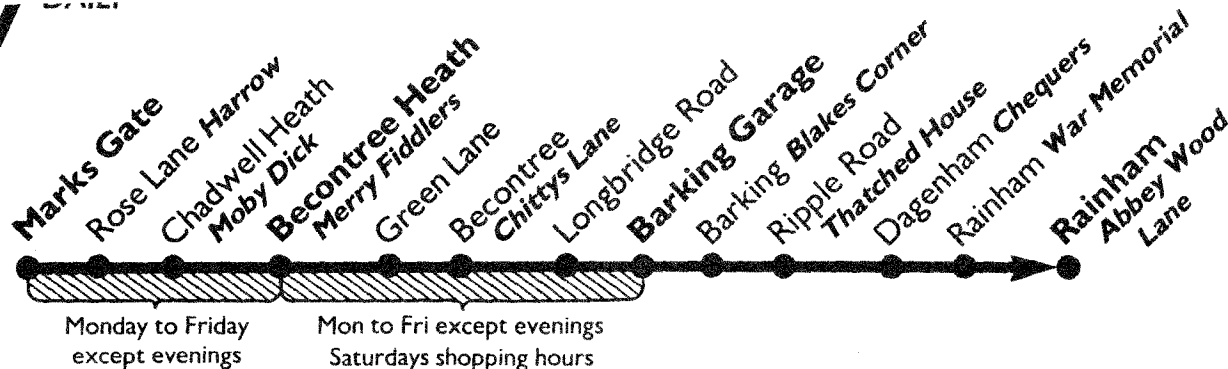 DAILY
Marks Gate
Rose Lane Harrow
Chadwell Heath
Moby Dick
Becontree Heath
Merry Fiddlers
Green Lane
Becontree
Chittys Lane
Longbridge Road
Barking Garage
Barking Blakes Corner
Ripple Road
Thatched House
Dagenham Chequers
Rainham War Memorial
Rainham
Abbey Wood
Lane
Monday to Friday
except evenings
Mon to Fri except evenings
Saturdays shopping hours